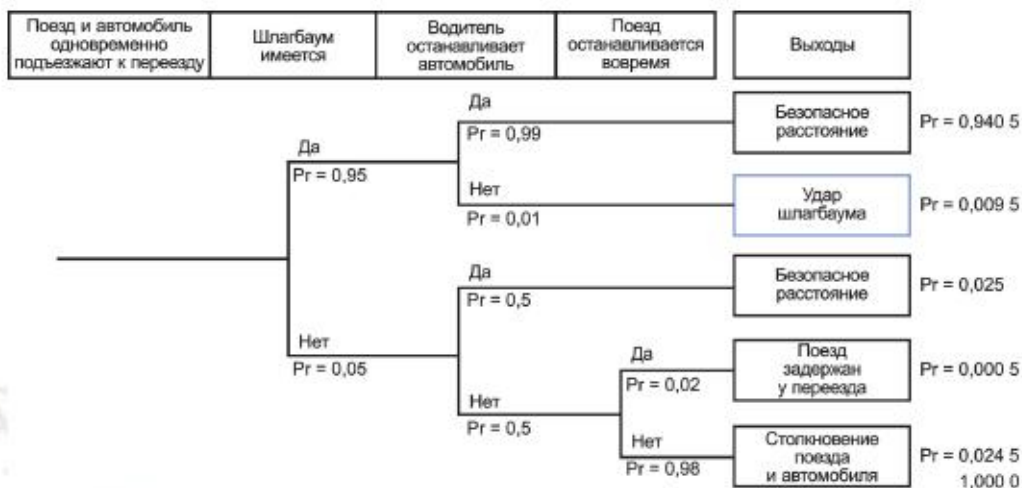 Поезд и автомобиль
одновременно
подъезжают к переезду
Шлагбаум
имеется
Водитель
останавливает
автомобиль
Поезд
останавливается
вовремя
Выходы
Да
Pr = 0,99
Безопасное
расстояние
Pr = 0,940 5
Да
Pr = 0,95
Нет
Pr = 0,01
Удар
шлагбаума
Pr = 0,009 5
Да
Pr = 0,5
Безопасное
расстояние
Pr = 0,025
Нет
Pr = 0,05
Да
Pr = 0,02
Поезд
задержан
у переезда
Pr = 0,000 5
Нет
Pr = 0,5
Нет
Pr = 0,98
Столкновение
поезда
и автомобиля
Pr = 0,024 5
1,000 0